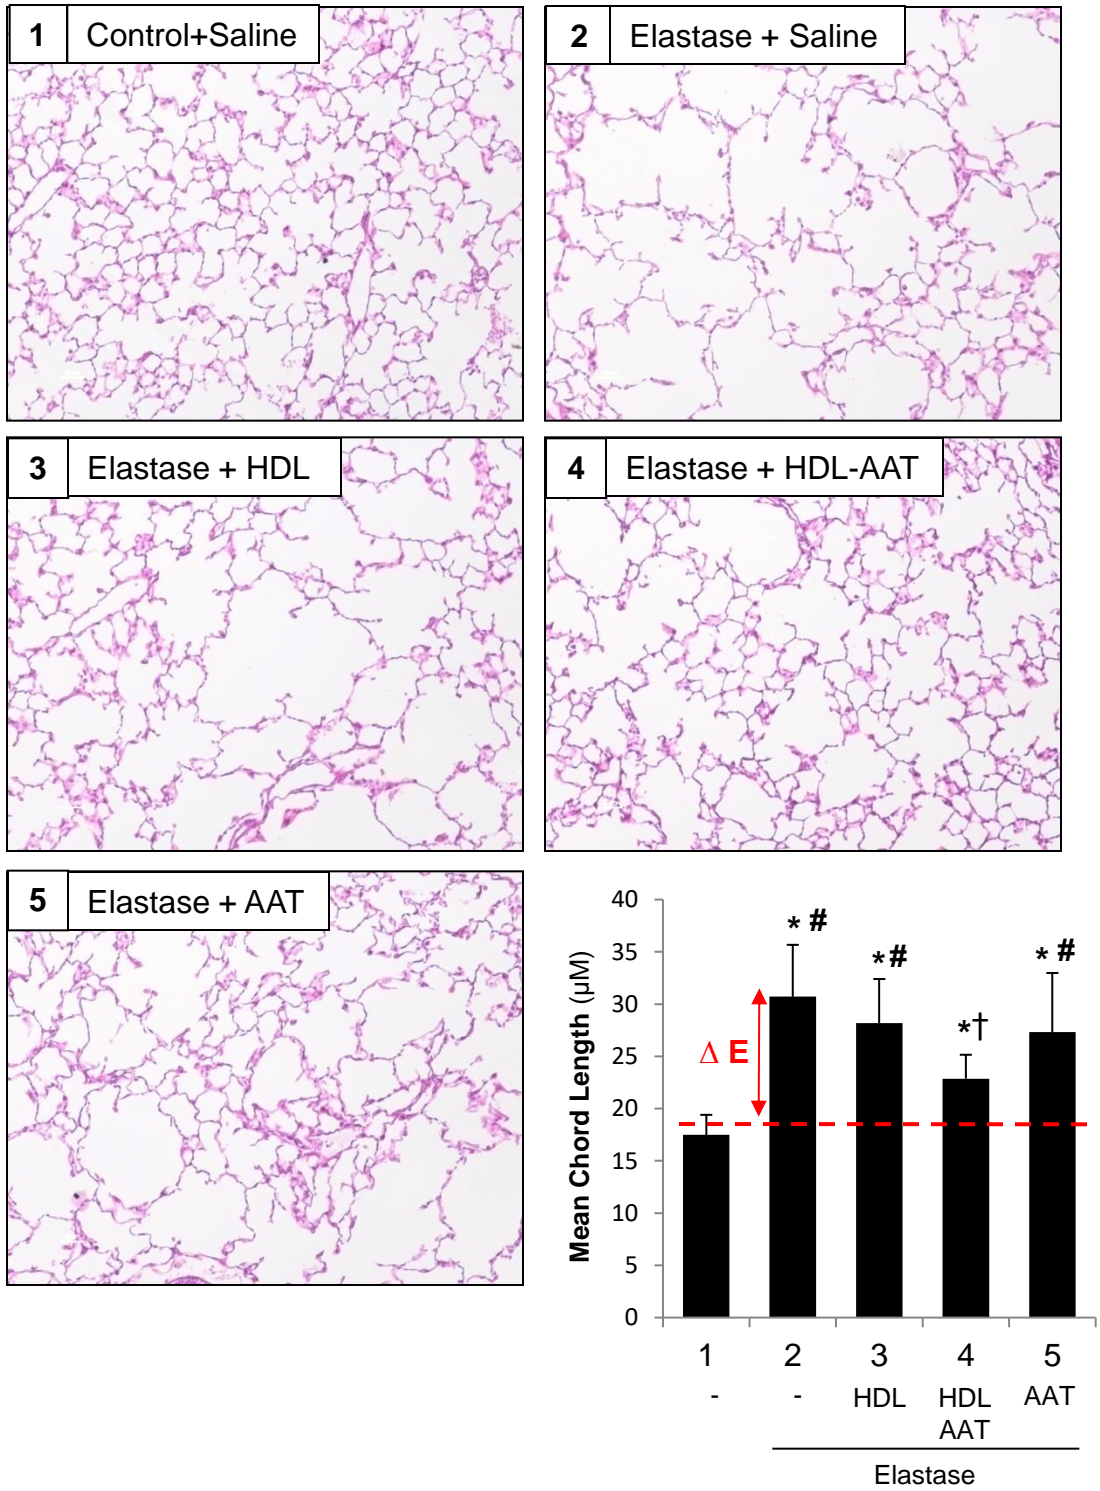 1 Control+Saline
2 Elastase + Saline
3 Elastase + HDL
4 Elastase + HDL-AAT
5 Elastase + AAT
Mean Chord Length (µM)
40
35
30
25
20
15
10
5
0
* #
*#
*†
* #
Δ E
1 2 3 4 5
- - HDL HDL AAT
AAT
Elastase